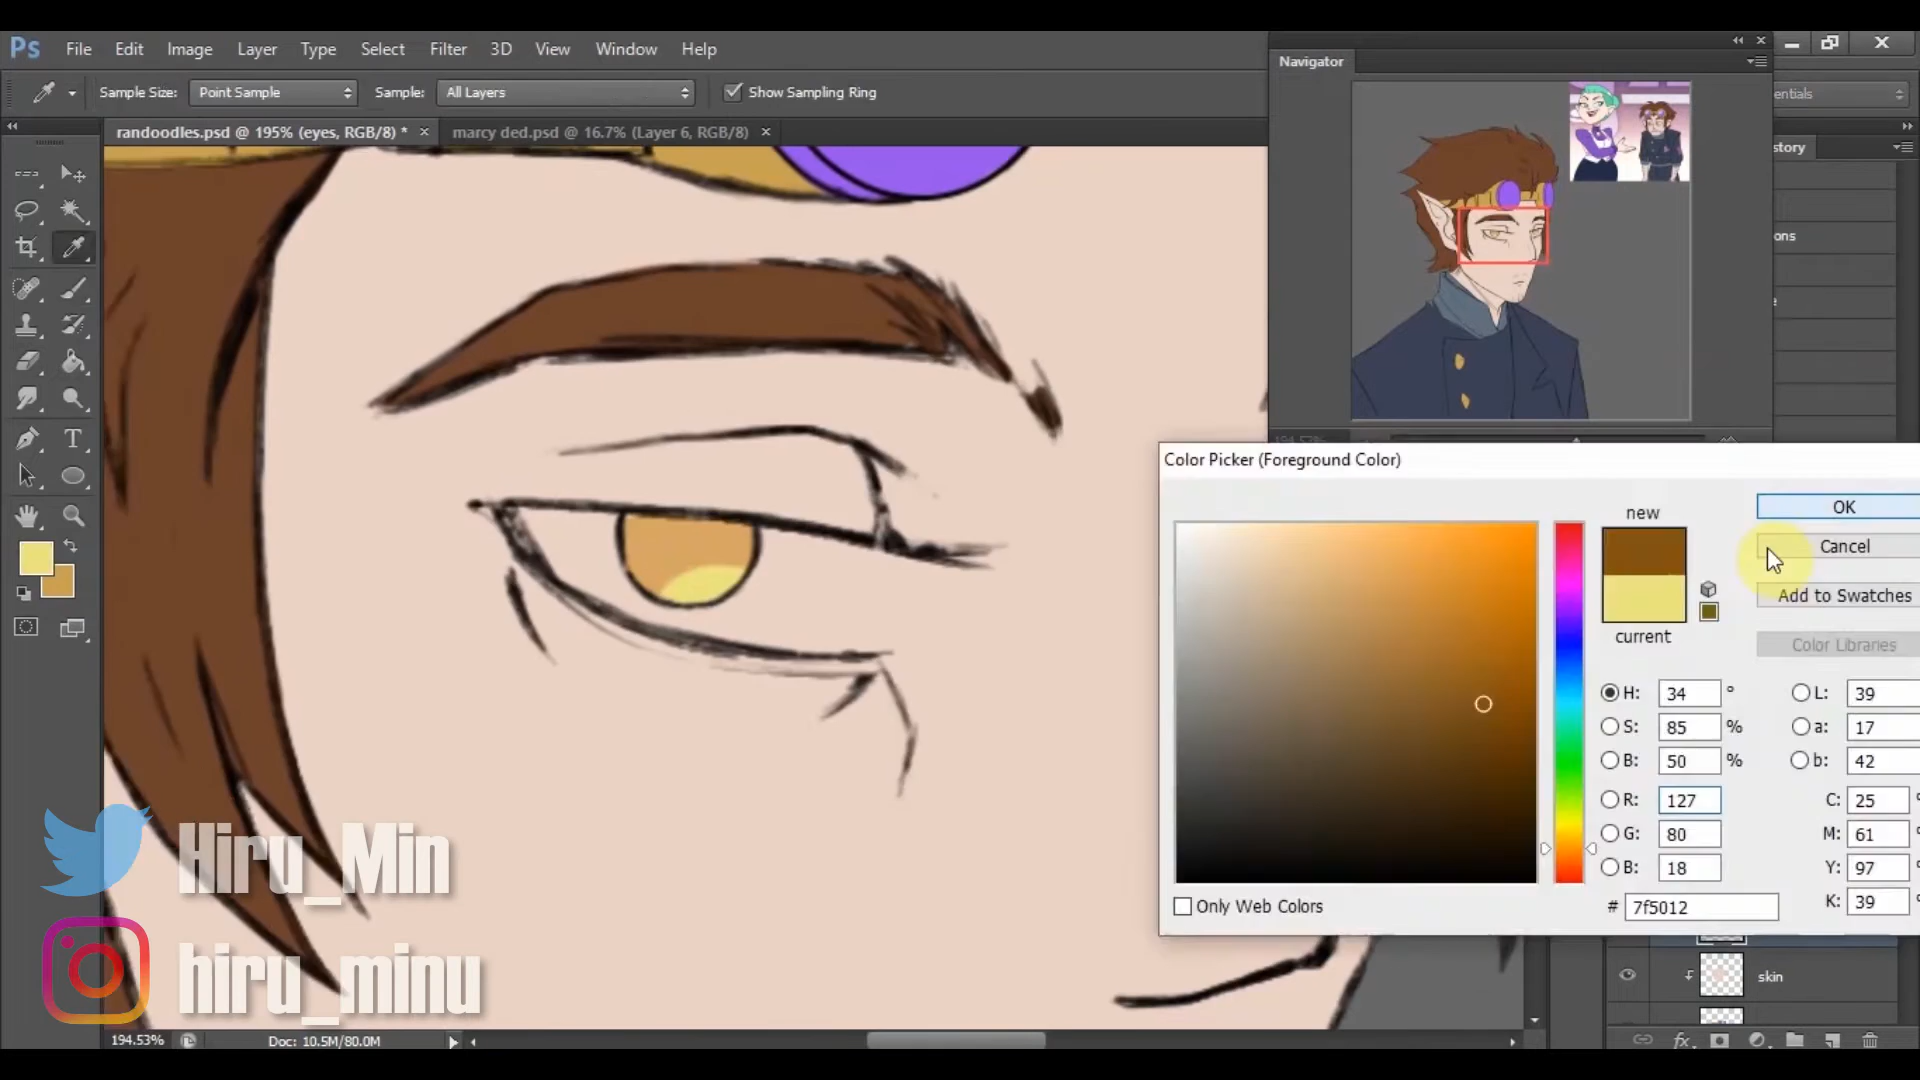 Ps File Edit Image Layer Type Select Filter 3D View Window Help
Navigator
Sample Size: Point Sample Sample: All Layers Show Sampling Ring
entials
randoodles.psd @ 195% (eyes, RGB/8) * × marcy ded.psd @ 16.7% (Layer 6, RGB/8) ×
story
ons
T
Color Picker (Foreground Color)
new
OK
Cancel
Add to Swatches
current
Color Libraries
H: 34 ° L: 39
S: 85 % a: 17
B: 50 % b: 42
R: 127 C: 25
G: 80 M: 61
B: 18 Y: 97
# 7f5012 K: 39
Only Web Colors
Hiru_Min
hiru_minu
skin
fx
194.53% Doc: 10.5M/80.0M